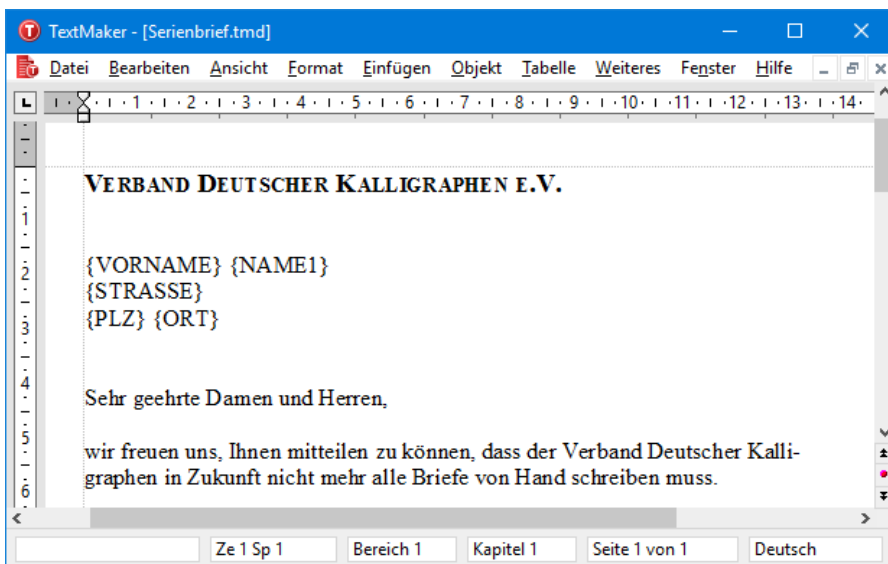 TextMaker - [Serienbrief.tmd]
Datei Bearbeiten Ansicht Format Einfügen Objekt Tabelle Weiteres Fenster Hilfe
L 1 2 3 4 5 6 7 8 9 10 11 12 13 14
VERBAND DEUTSCHER KALLIGRAPHEN E.V.
1
{VORNAME} {NAME1}
2
{STRASSE}
{PLZ} {ORT}
3
4
Sehr geehrte Damen und Herren,
5
wir freuen uns, Ihnen mitteilen zu können, dass der Verband Deutscher Kalli-
graphen in Zukunft nicht mehr alle Briefe von Hand schreiben muss.
6
Ze 1 Sp 1 Bereich 1 Kapitel 1 Seite 1 von 1 Deutsch